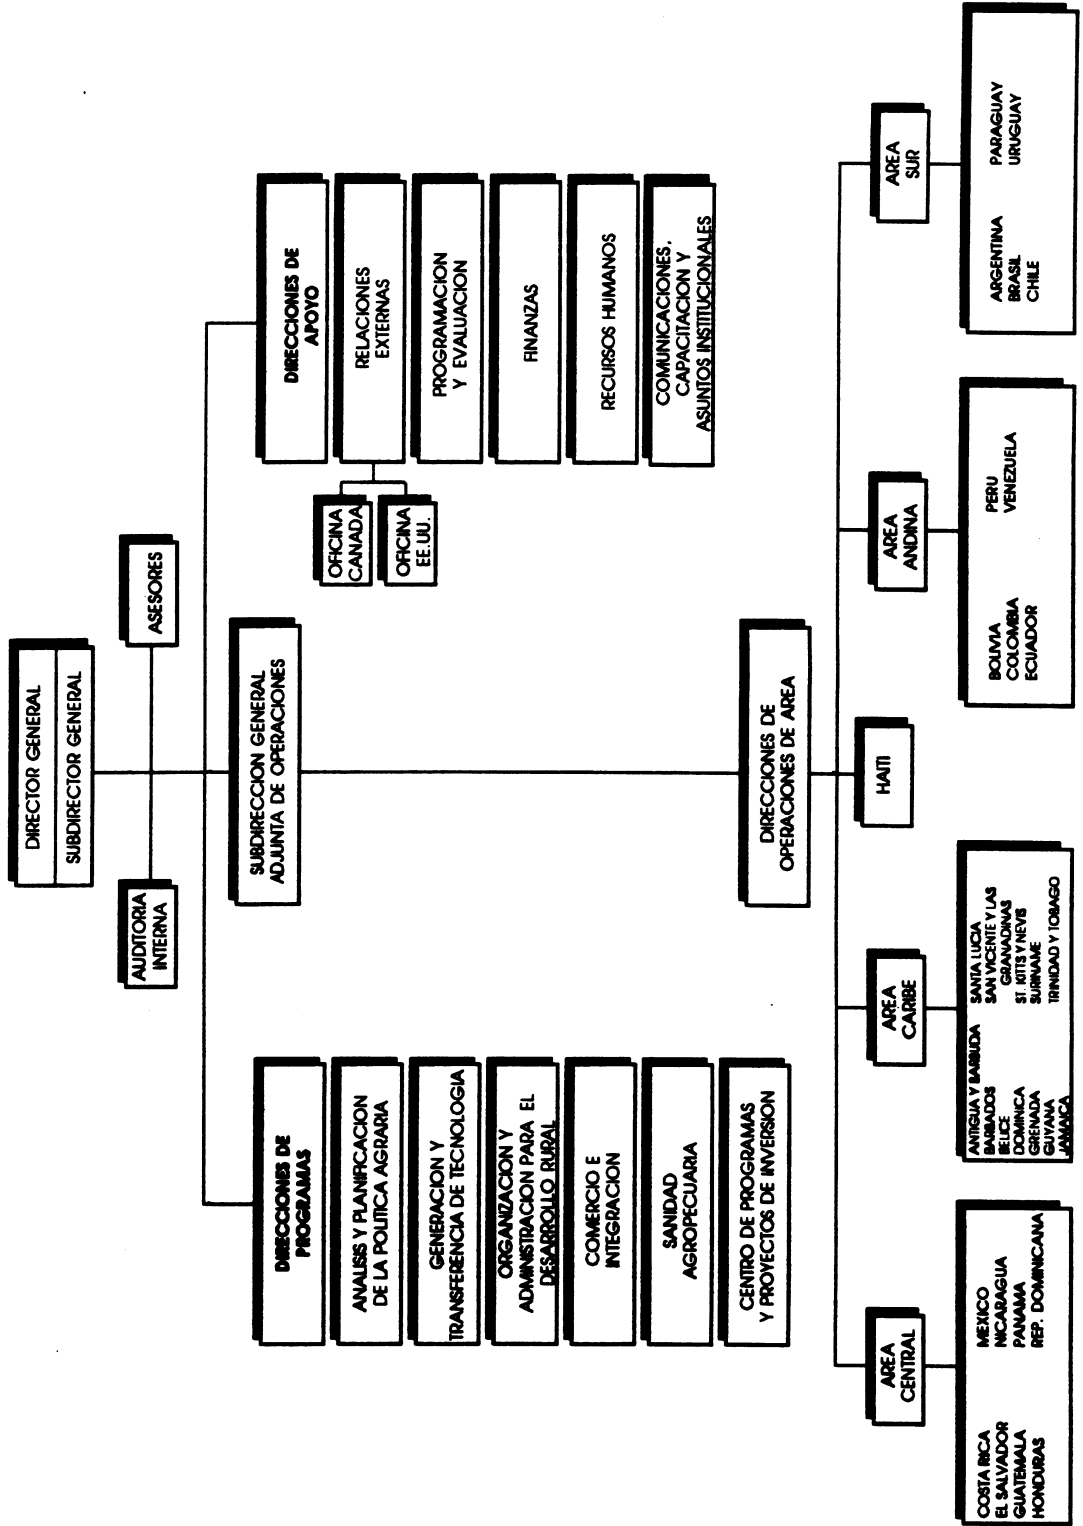 DIRECTOR GENERAL
SUBDIRECTOR GENERAL
AUDITORIA
INTERNA
ASESORES
SUBDIRECCION GENERAL
ADJUNTA DE OPERACIONES
DIRECCIONES DE
PROGRAMAS
ANALISIS Y PLANIFICACION
DE LA POLITICA AGRARIA
GENERACION Y
TRANSFERENCIA DE TECNOLOGIA
ORGANIZACION Y
ADMINISTRACION PARA EL
DESARROLLO RURAL
COMERCIO E
INTEGRACION
SANIDAD
AGROPECUARIA
CENTRO DE PROGRAMAS
Y PROYECTOS DE INVERSION
DIRECCIONES DE
APOYO
RELACIONES
EXTERNAS
OFICINA
CANADA
OFICINA
EE.UU.
PROGRAMACION
Y EVALUACION
FINANZAS
RECURSOS HUMANOS
COMUNICACIONES,
CAPACITACION Y
ASUNTOS INSTITUCIONALES
DIRECCIONES DE
OPERACIONES DE AREA
AREA
CENTRAL
COSTA RICA
EL SALVADOR
GUATEMALA
HONDURAS
MEXICO
NICARAGUA
PANAMA
REP. DOMINICANA
AREA
CARIBE
ANTIGUA Y BARBUDA
BARBADOS
BELICE
DOMINICA
GRENADA
GUYANA
JAMAICA
SANTA LUCIA
SAN VICENTE Y LAS
GRANADINAS
ST. KITTS Y NEVIS
SURINAME
TRINIDAD Y TOBAGO
HAITI
AREA
ANDINA
BOLIVIA
COLOMBIA
ECUADOR
PERU
VENEZUELA
AREA
SUR
ARGENTINA
BRASIL
CHILE
PARAGUAY
URUGUAY